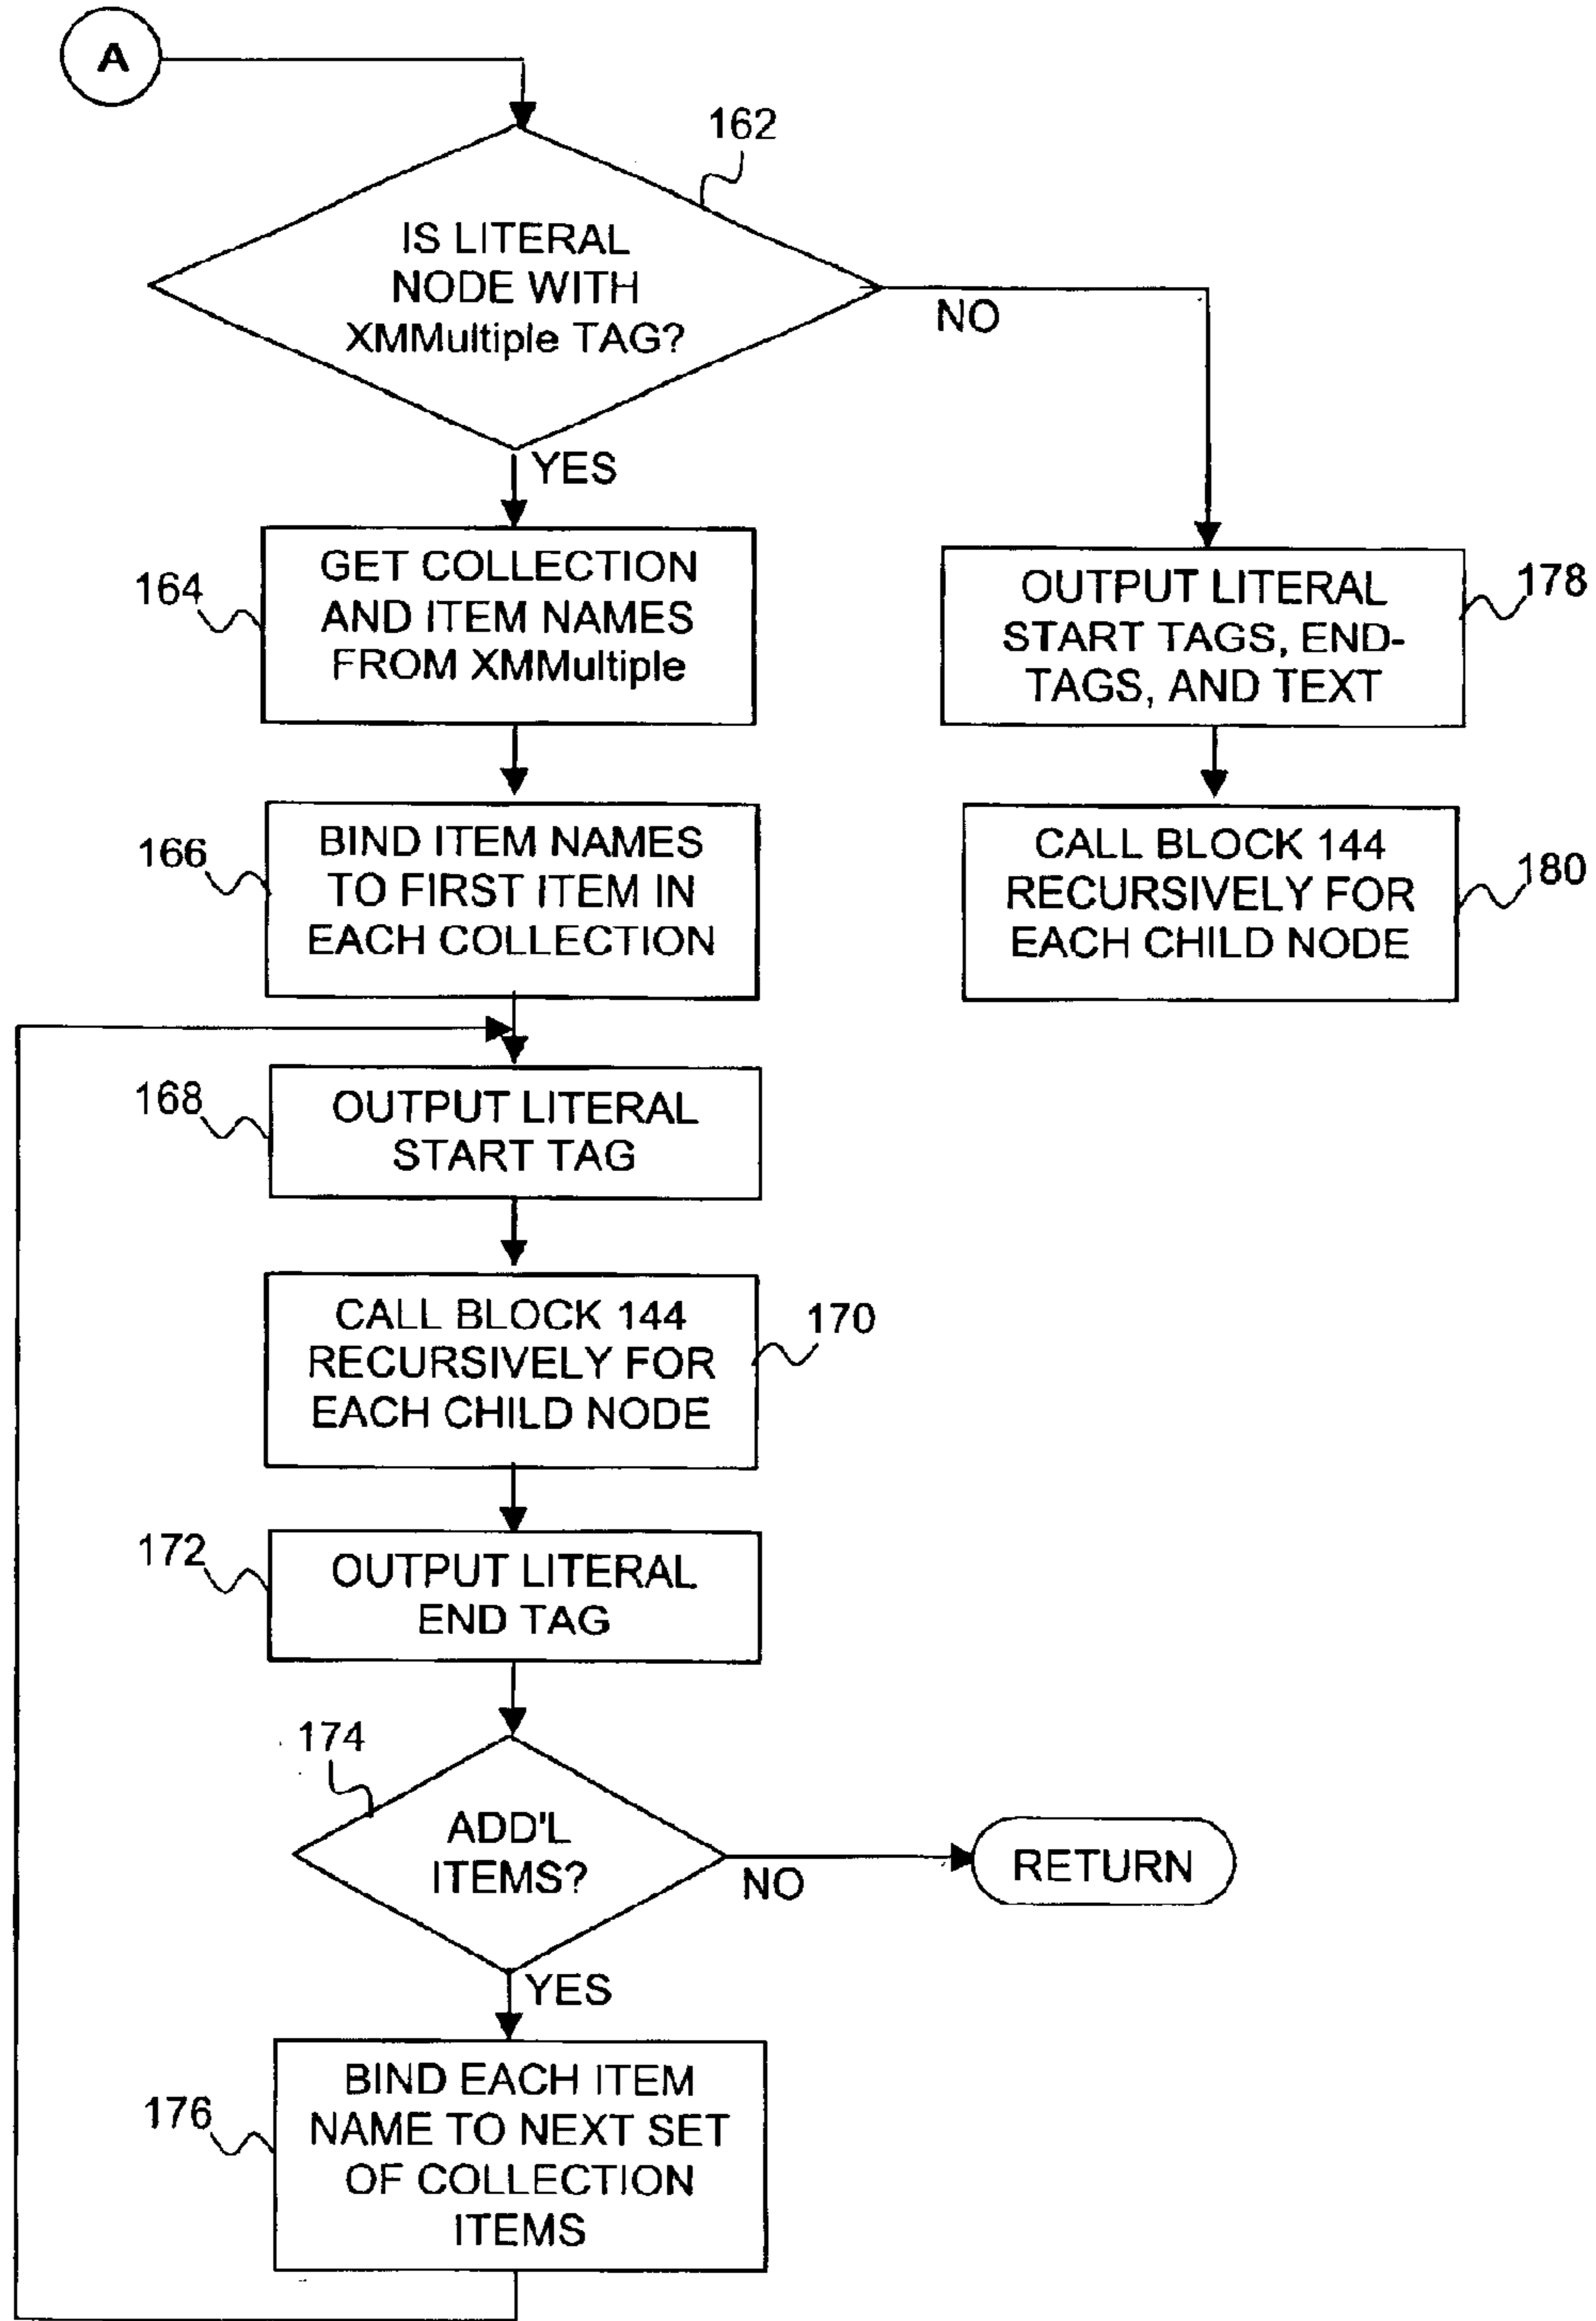 A
162
IS LITERAL
NODE WITH
XMMultiple TAG?
NO
YES
164
GET COLLECTION
AND ITEM NAMES
FROM XMMultiple
OUTPUT LITERAL
START TAGS, END-
TAGS, AND TEXT
178
166
BIND ITEM NAMES
TO FIRST ITEM IN
EACH COLLECTION
CALL BLOCK 144
RECURSIVELY FOR
EACH CHILD NODE
180
168
OUTPUT LITERAL
START TAG
CALL BLOCK 144
RECURSIVELY FOR
EACH CHILD NODE
170
172
OUTPUT LITERAL
END TAG
174
ADD'L
ITEMS?
NO
RETURN
YES
176
BIND EACH ITEM
NAME TO NEXT SET
OF COLLECTION
ITEMS